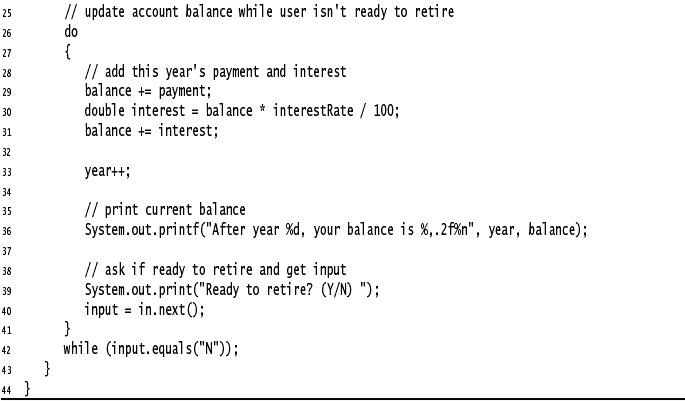 25 // update account balance while user isn't ready to retire
26 do
27 {
28 // add this year's payment and interest
29 balance += payment;
30 double interest = balance * interestRate / 100;
31 balance += interest;
32
33 year++;
34
35 // print current balance
36 System.out.printf("After year %d, your balance is %,.2f%n", year, balance);
37
38 // ask if ready to retire and get input
39 System.out.print("Ready to retire? (Y/N) ");
40 input = in.next();
41 }
42 while (input.equals("N"));
43 }
44 }